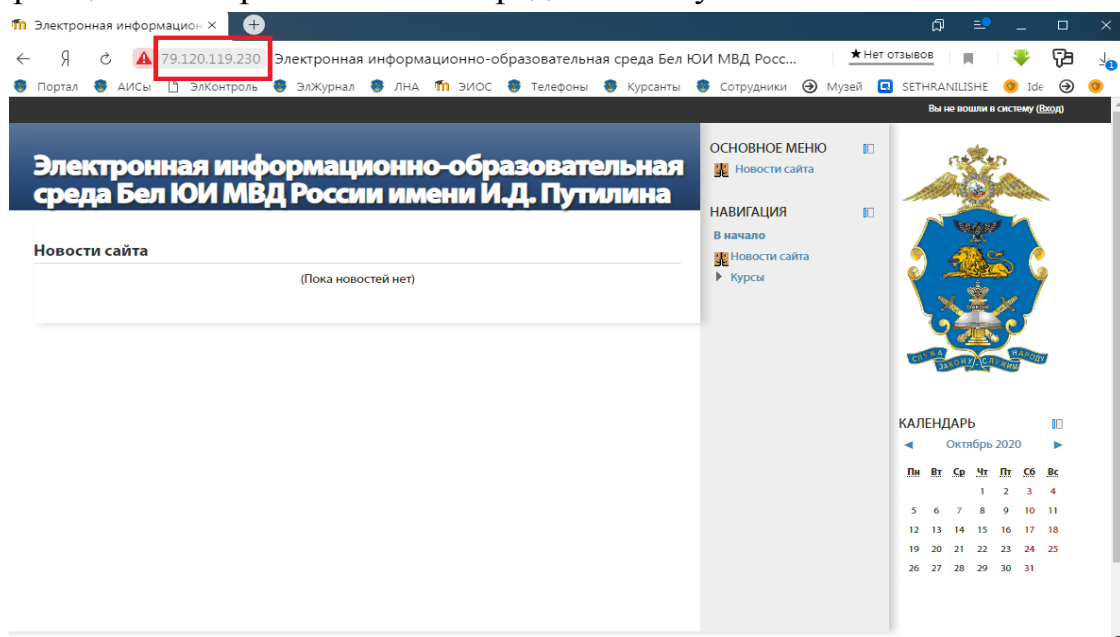 Электронная информацион ×
79.120.119.230 Электронная информационно-образовательная среда Бел ЮИ МВД Росс...
★Нет отзывов
Портал АИСы ЭлКонтроль ЭлЖурнал ЛНА ЭИОС Телефоны Курсанты Сотрудники Музей SETHRANILISHE Ide
Вы не вошли в систему (Вход)
Электронная информационно-образовательная
среда Бел ЮИ МВД России имени И.Д. Путилина
Новости сайта
(Пока новостей нет)
ОСНОВНОЕ МЕНЮ
Новости сайта
НАВИГАЦИЯ
В начало
Новости сайта
Курсы
СЛУЖА ЗАКОНУ - СЛУЖИМ НАРОДУ
КАЛЕНДАРЬ
◄ Октябрь 2020 ►
Пн Вт Ср Чт Пт Сб Вс
1 2 3 4
5 6 7 8 9 10 11
12 13 14 15 16 17 18
19 20 21 22 23 24 25
26 27 28 29 30 31